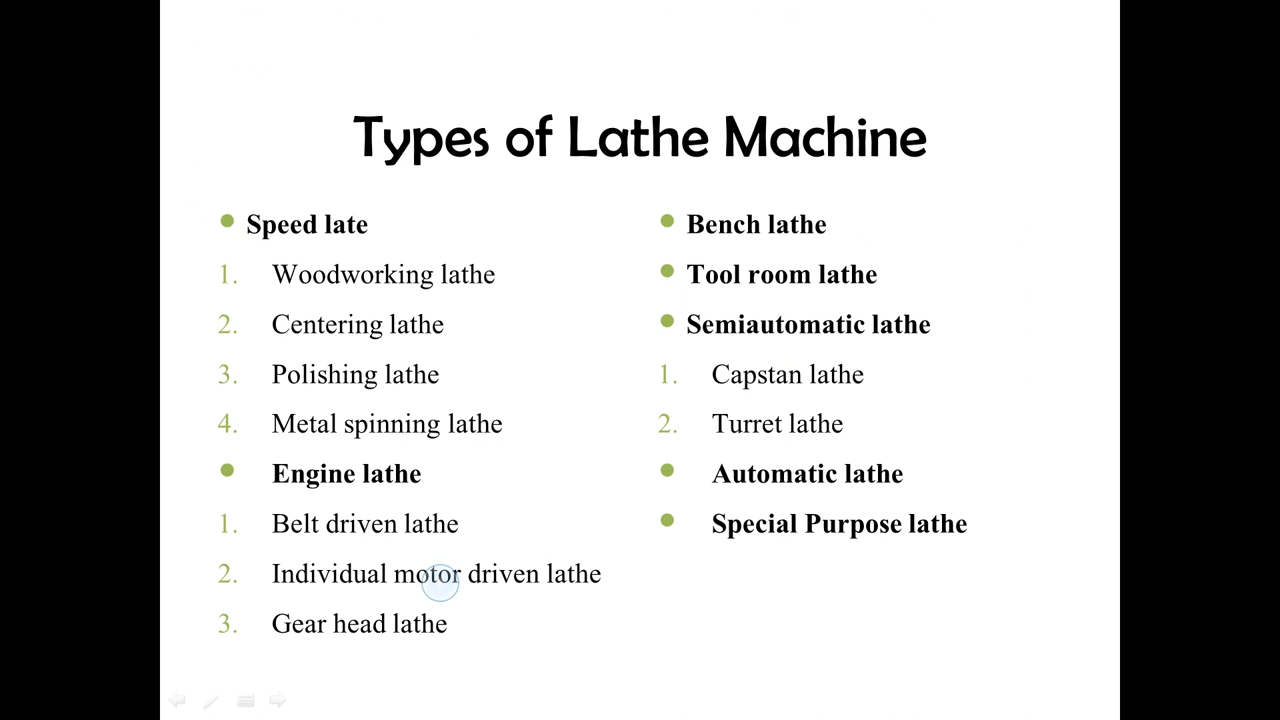 Types of Lathe Machine
Speed late
1. Woodworking lathe
2. Centering lathe
3. Polishing lathe
4. Metal spinning lathe
Engine lathe
1. Belt driven lathe
2. Individual motor driven lathe
3. Gear head lathe
Bench lathe
Tool room lathe
Semiautomatic lathe
1. Capstan lathe
2. Turret lathe
Automatic lathe
Special Purpose lathe